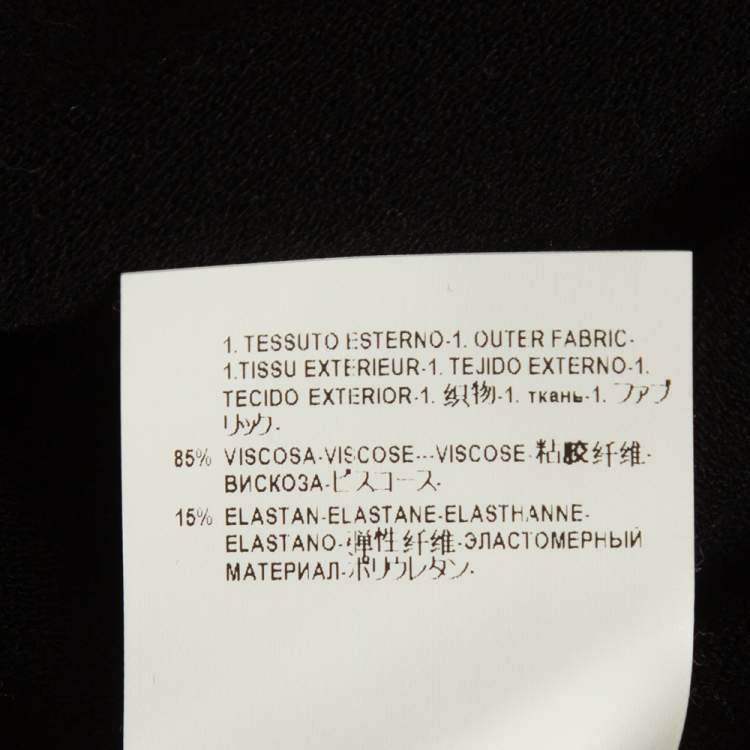 1. TESSUTO ESTERNO-1. OUTER FABRIC-
1.TISSU EXTERIEUR-1. TEJIDO EXTERNO-1.
TECIDO EXTERIOR-1. 织物-1. ткань-1. ファブ
リック.
85% VISCOSA-VISCOSE---VISCOSE-粘胶纤维-
ВИСКОЗА-ビスコース-
15% ELASTAN-ELASTANE-ELASTHANNE-
ELASTANO-弹性纤维-ЭЛАСТОМЕРНЫЙ
МАТЕРИАЛ-ポリウレタン.